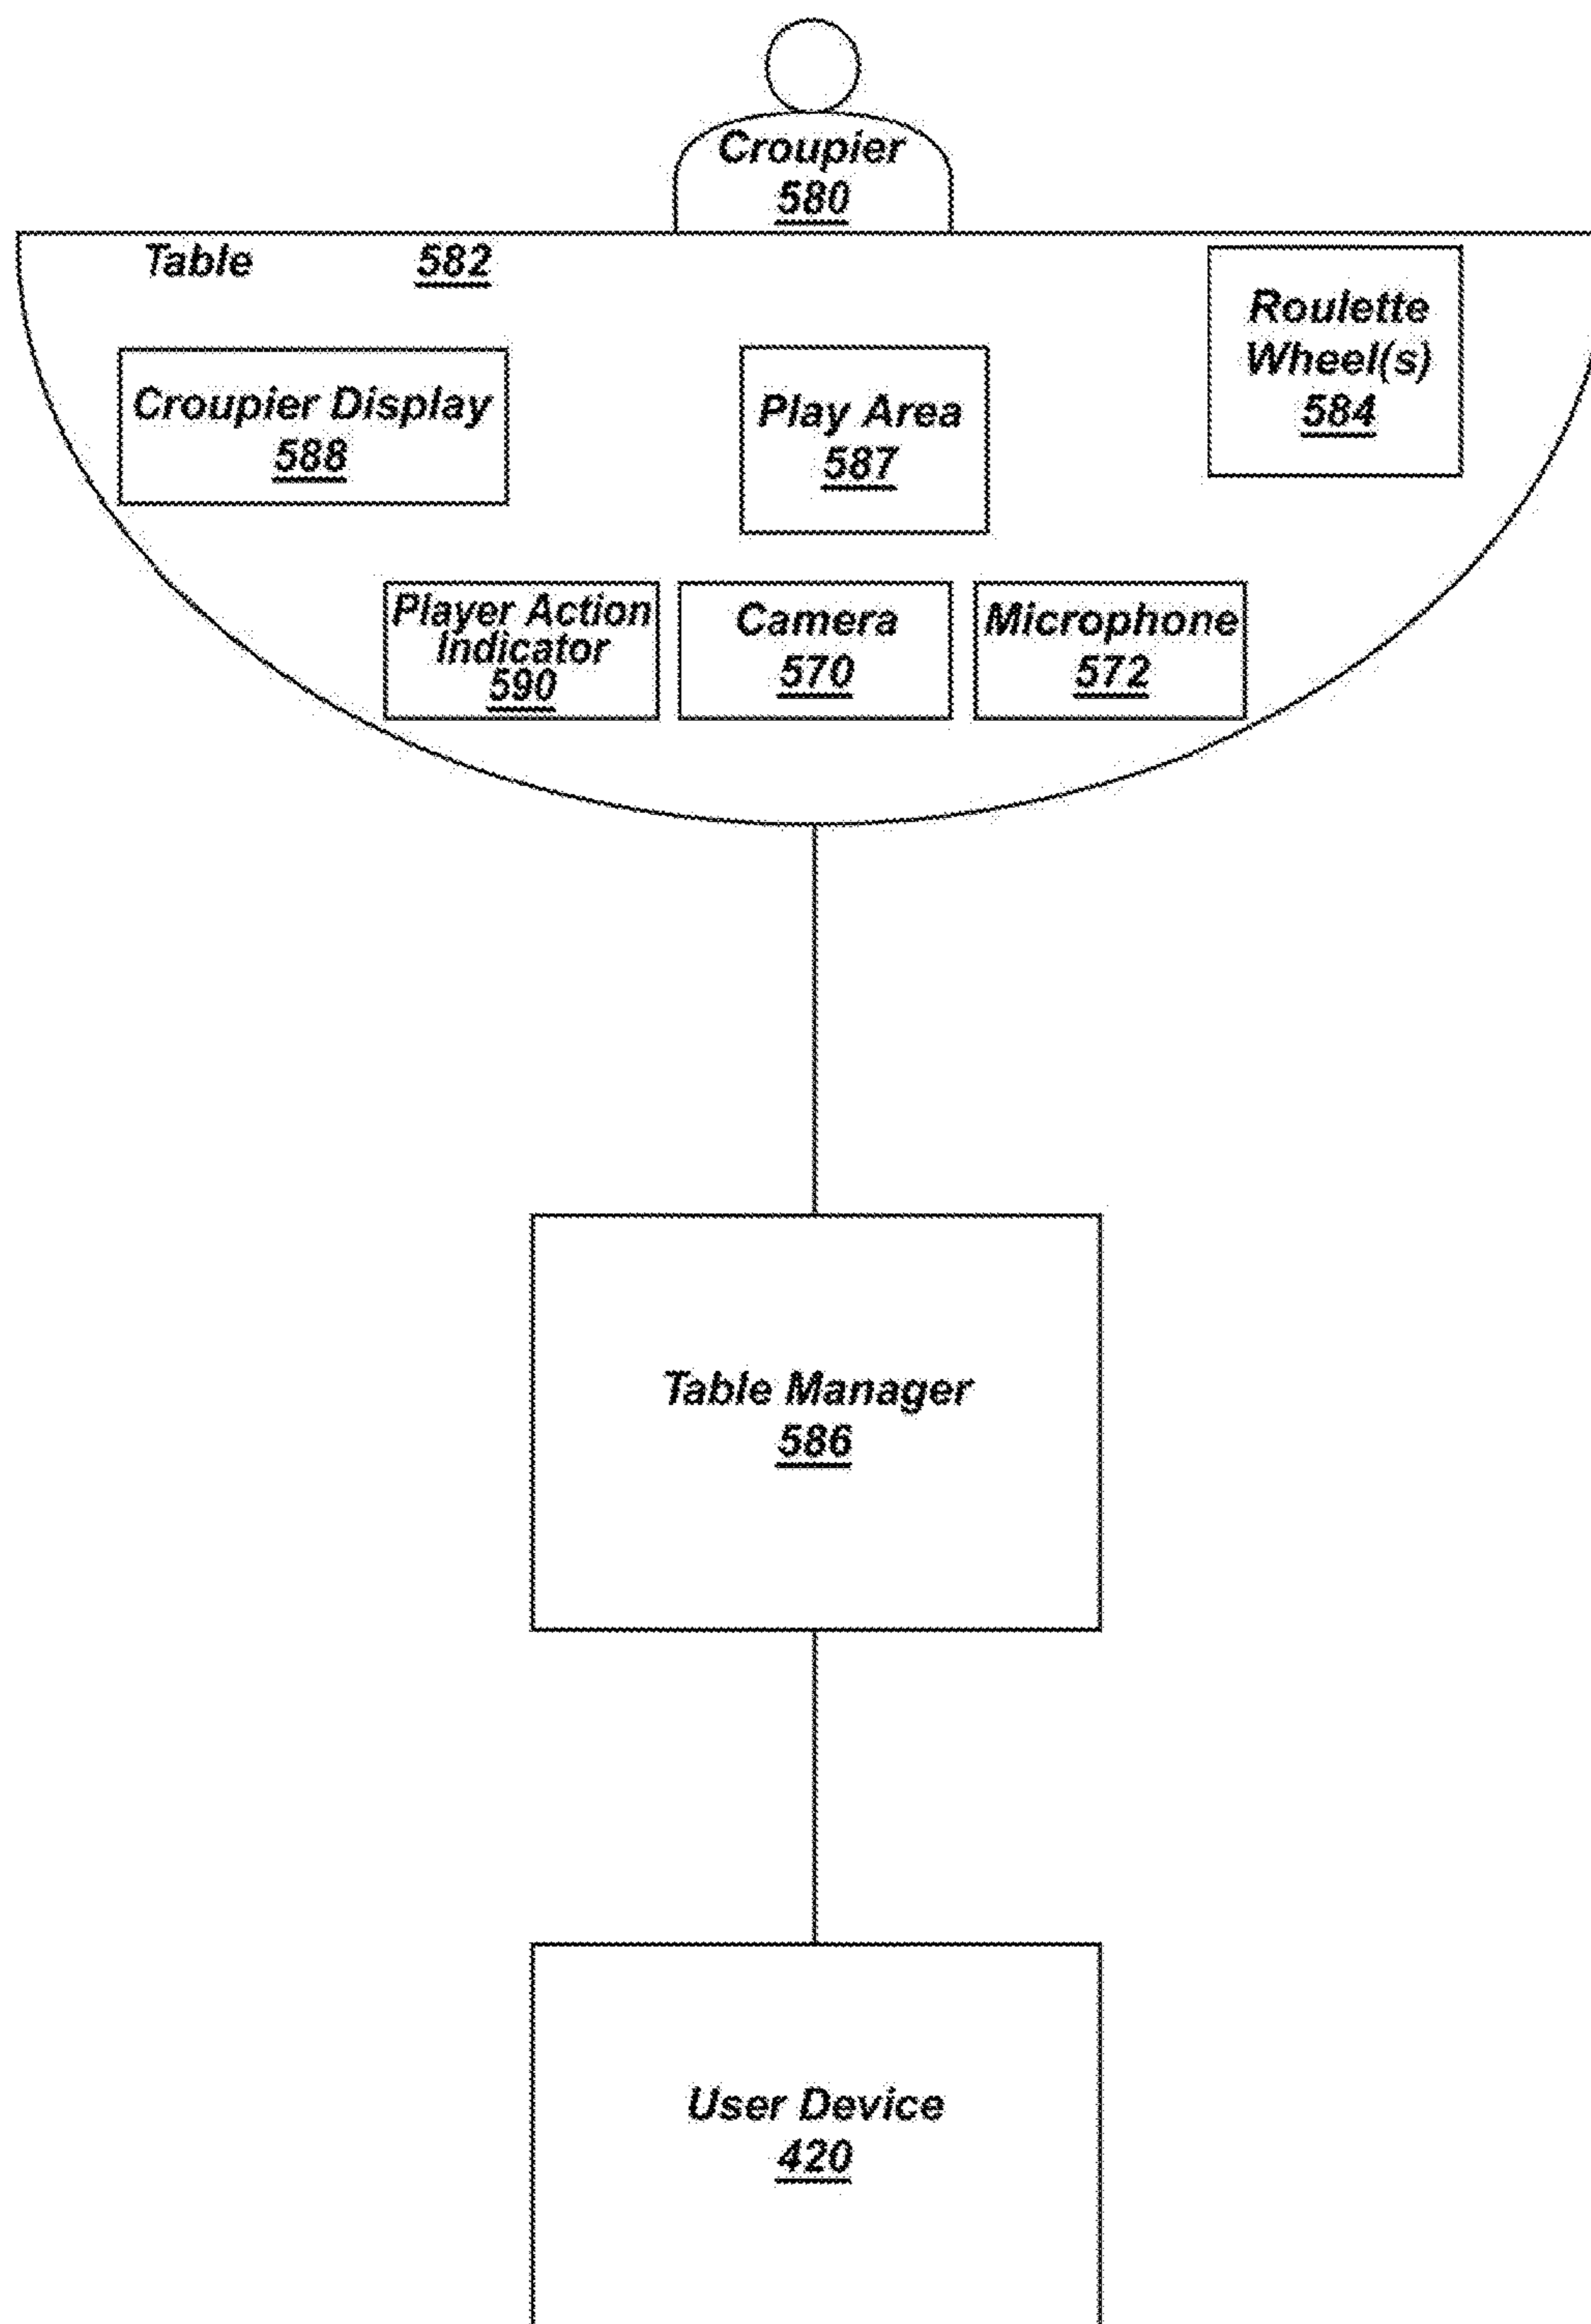 Croupier
580
Table 582
Roulette
Wheel(s)
584
Croupier Display
588
Play Area
587
Player Action
Indicator
590
Camera
570
Microphone
572
Table Manager
586
User Device
420